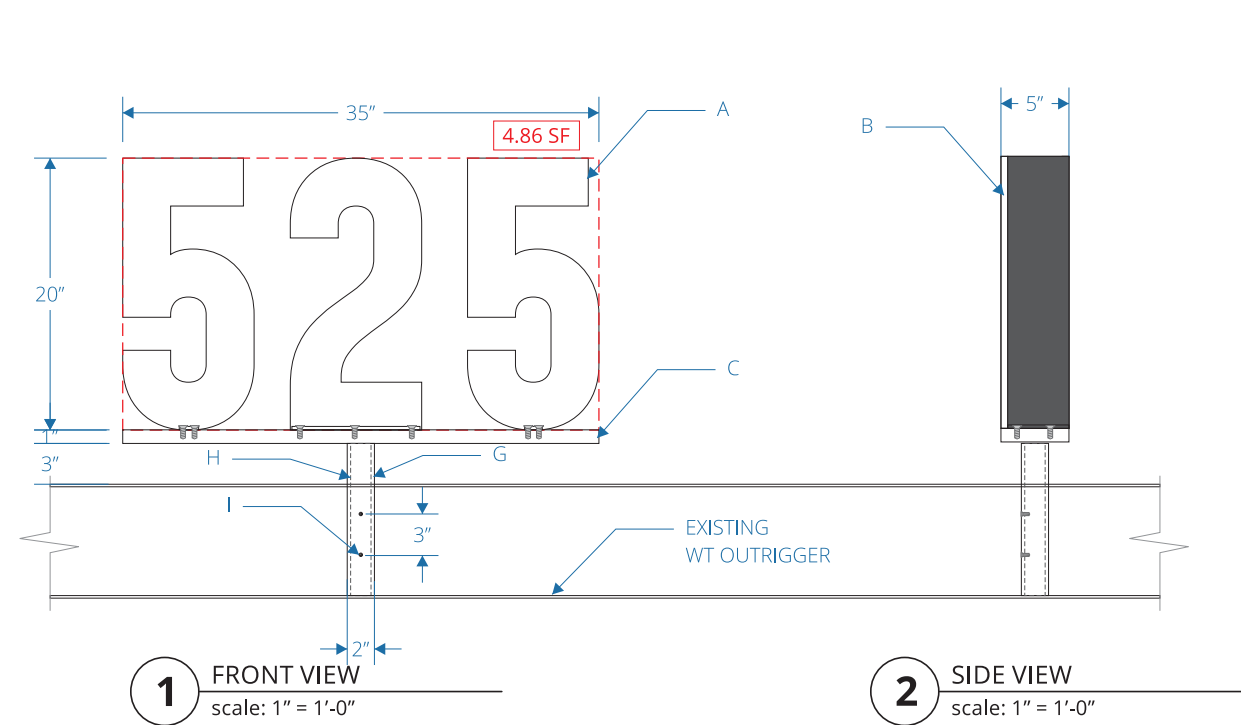 35”
4.86 SF
A
5”
B
525
20”
C
1”
3”
H
G
I
3”
EXISTING
WT OUTRIGGER
2”
1
FRONT VIEW
scale: 1” = 1’-0”
2
SIDE VIEW
scale: 1” = 1’-0”